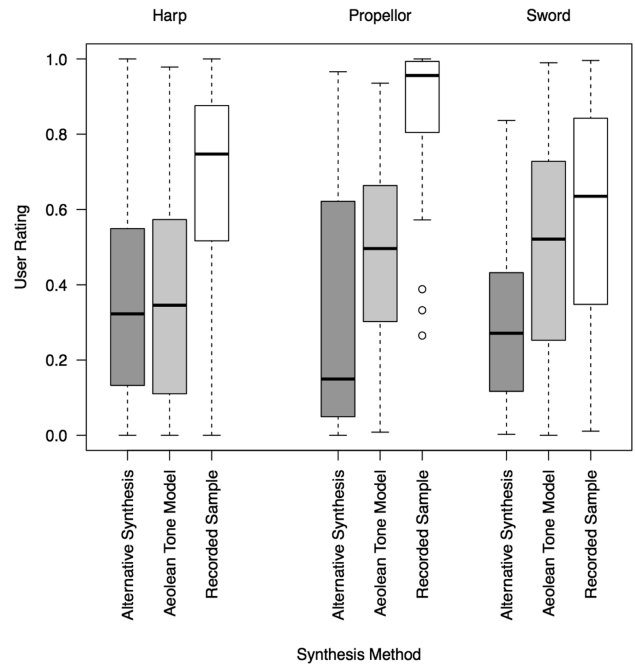 Harp Propellor Sword
1.0
0.8
0.6
0.4
0.2
0.0
User Rating
Alternative Synthesis
Aeolean Tone Model
Recorded Sample
Alternative Synthesis
Aeolean Tone Model
Recorded Sample
Alternative Synthesis
Aeolean Tone Model
Recorded Sample
Synthesis Method